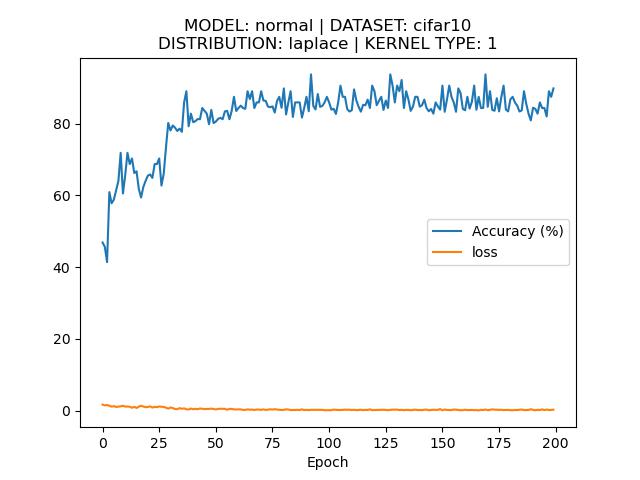 MODEL: normal | DATASET: cifar10
DISTRIBUTION: laplace | KERNEL TYPE: 1
80
60
40
20
0
Accuracy (%)
loss
0
25
50
75
100
125
150
175
200
Epoch